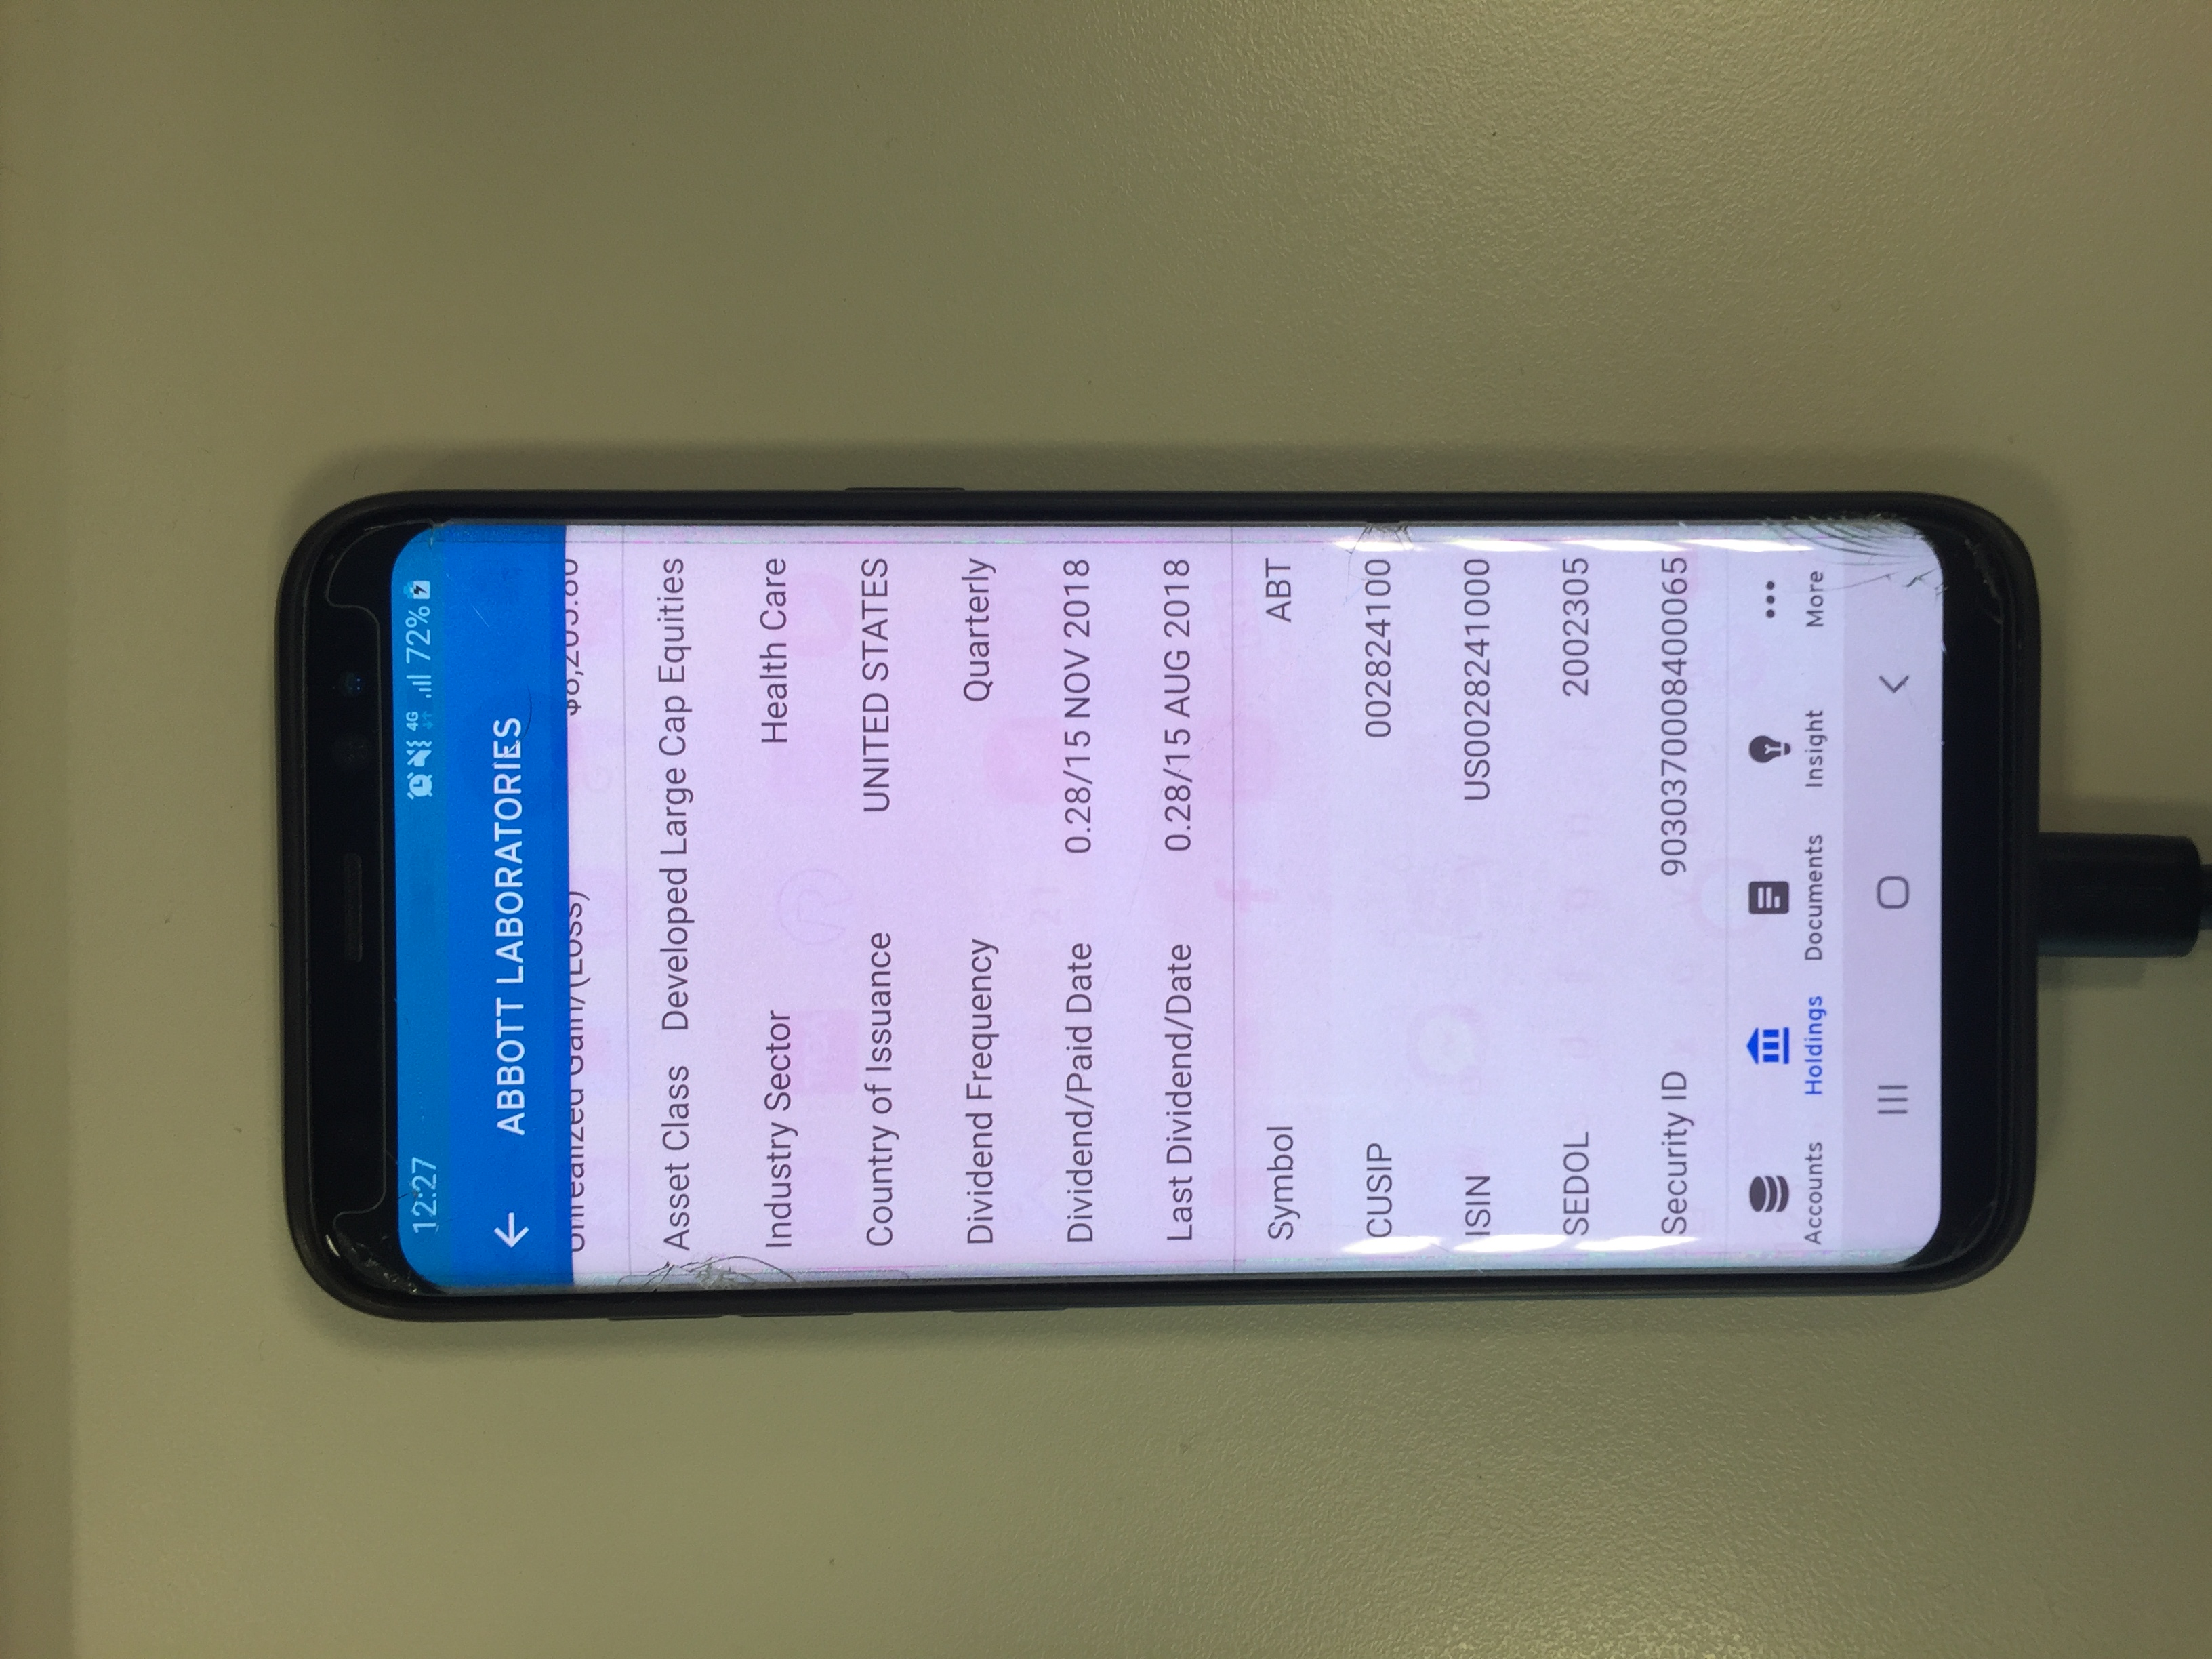 12:27 4G 72%
ABBOTT LABORATORIES
Unrealized Gain/(Loss)
Asset Class Developed Large Cap Equities
Industry Sector Health Care
Country of Issuance UNITED STATES
Dividend Frequency Quarterly
Dividend/Paid Date 0.28/15 NOV 2018
Last Dividend/Date 0.28/15 AUG 2018
Symbol ABT
CUSIP 002824100
ISIN US0028241000
SEDOL 2002305
Security ID 9030370008400065
Accounts Holdings Documents Insight More